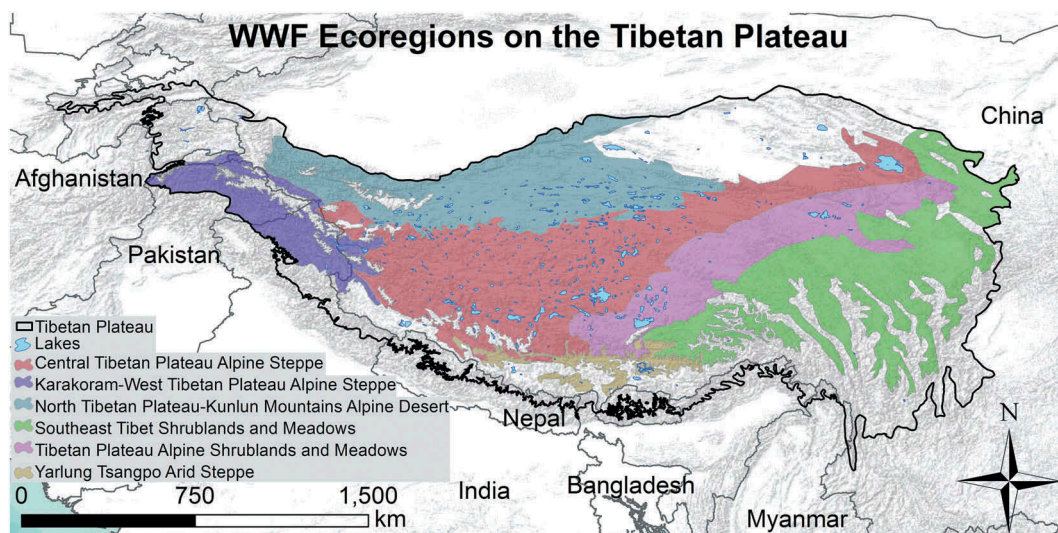 WWF Ecoregions on the Tibetan Plateau
China
Afghanistan
Pakistan
Tibetan Plateau
Lakes
Central Tibetan Plateau Alpine Steppe
Karakoram-West Tibetan Plateau Alpine Steppe
North Tibetan Plateau-Kunlun Mountains Alpine Desert
Southeast Tibet Shrublands and Meadows
Tibetan Plateau Alpine Shrublands and Meadows
Yarlung Tsangpo Arid Steppe
Nepal
N
0 750 1,500
km
India
Bangladesh
Myanmar